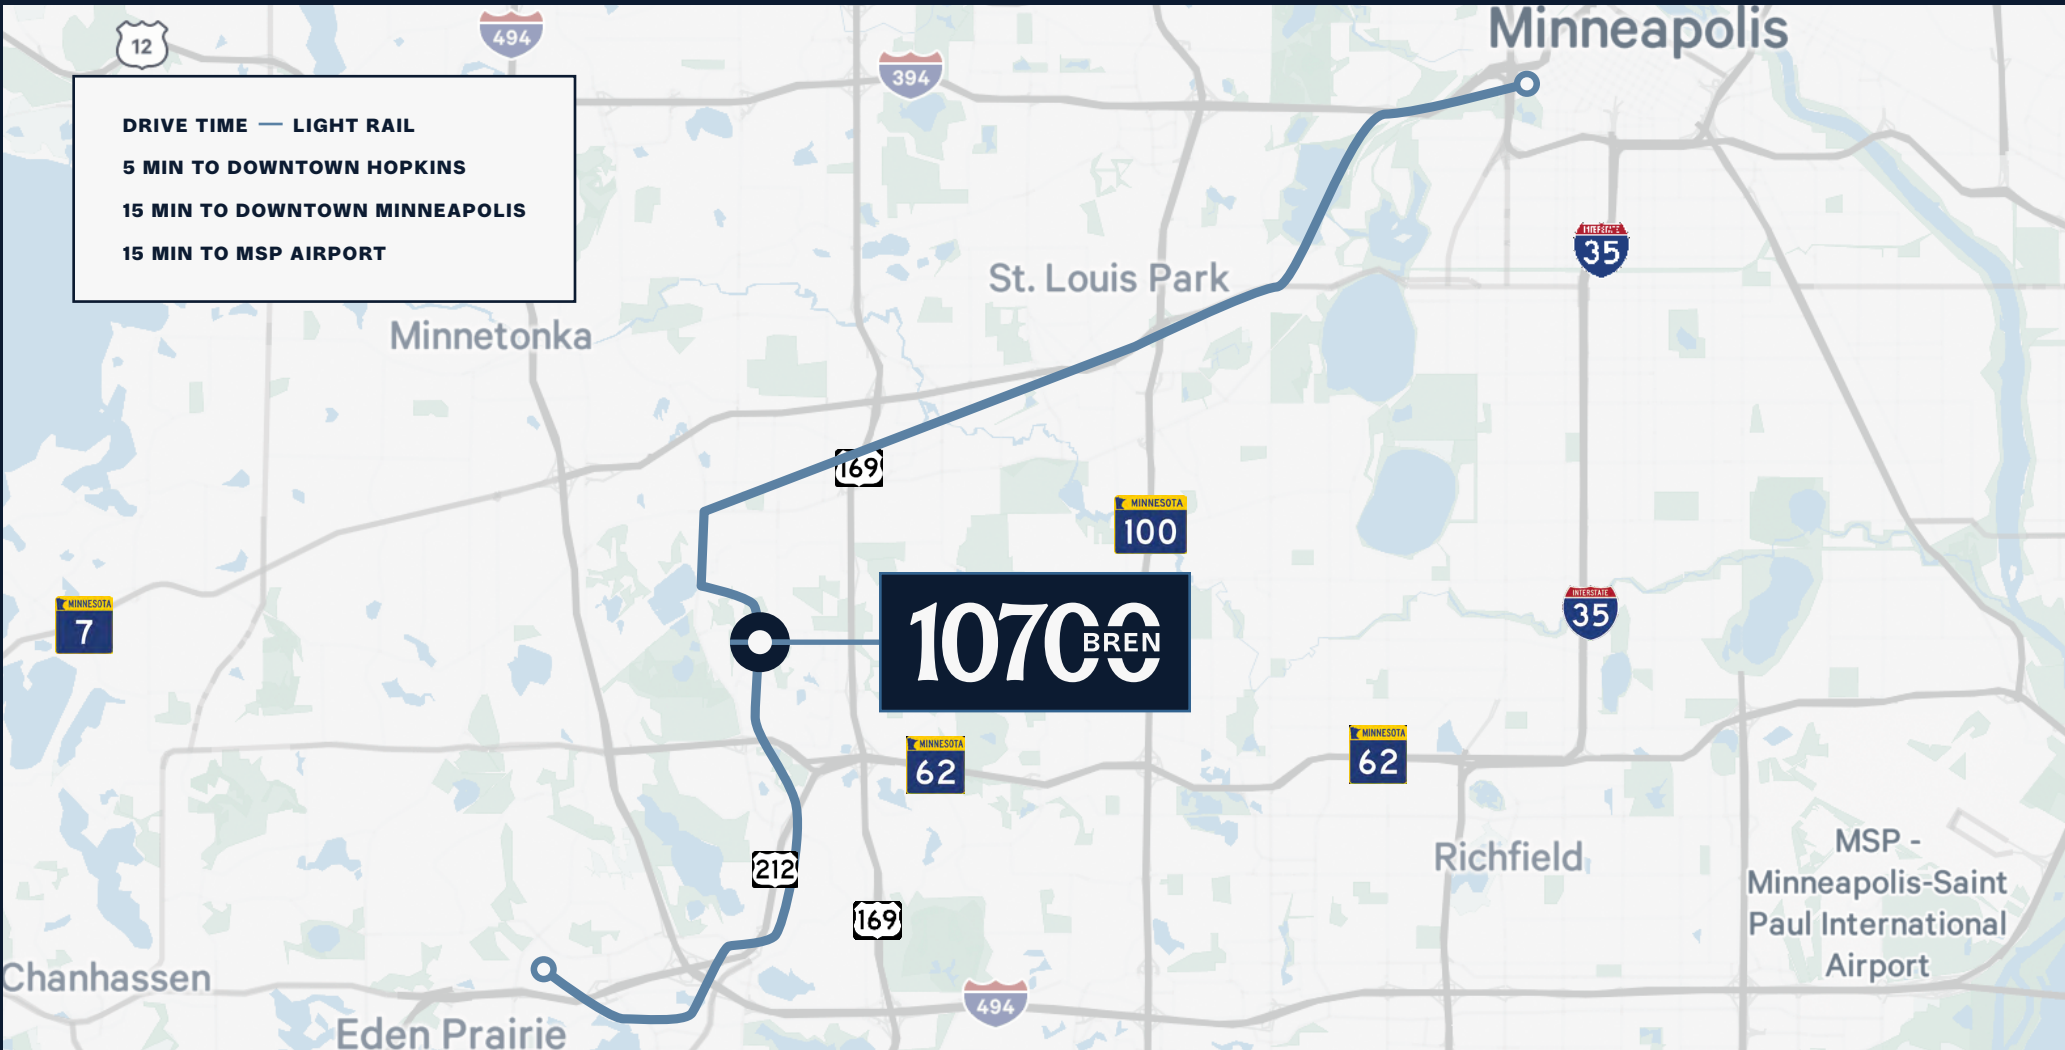 Minneapolis
12
494
394
DRIVE TIME — LIGHT RAIL
5 MIN TO DOWNTOWN HOPKINS
15 MIN TO DOWNTOWN MINNEAPOLIS
15 MIN TO MSP AIRPORT
INTERSTATE
35
St. Louis Park
Minnetonka
169
MINNESOTA
100
MINNESOTA
7
INTERSTATE
35
10700
BREN
MINNESOTA
62
MINNESOTA
62
212
169
Richfield
MSP -
Minneapolis-Saint
Paul International
Airport
Chanhassen
494
Eden Prairie